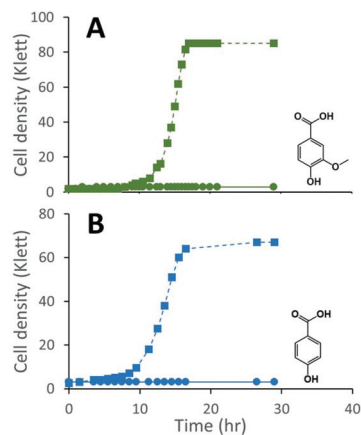 A
Cell density (Klett)
100
80
60
40
20
0
O
OH
O
OH
B
Cell density (Klett)
80
60
40
20
0
O
OH
OH
0 10 20 30 40
Time (hr)